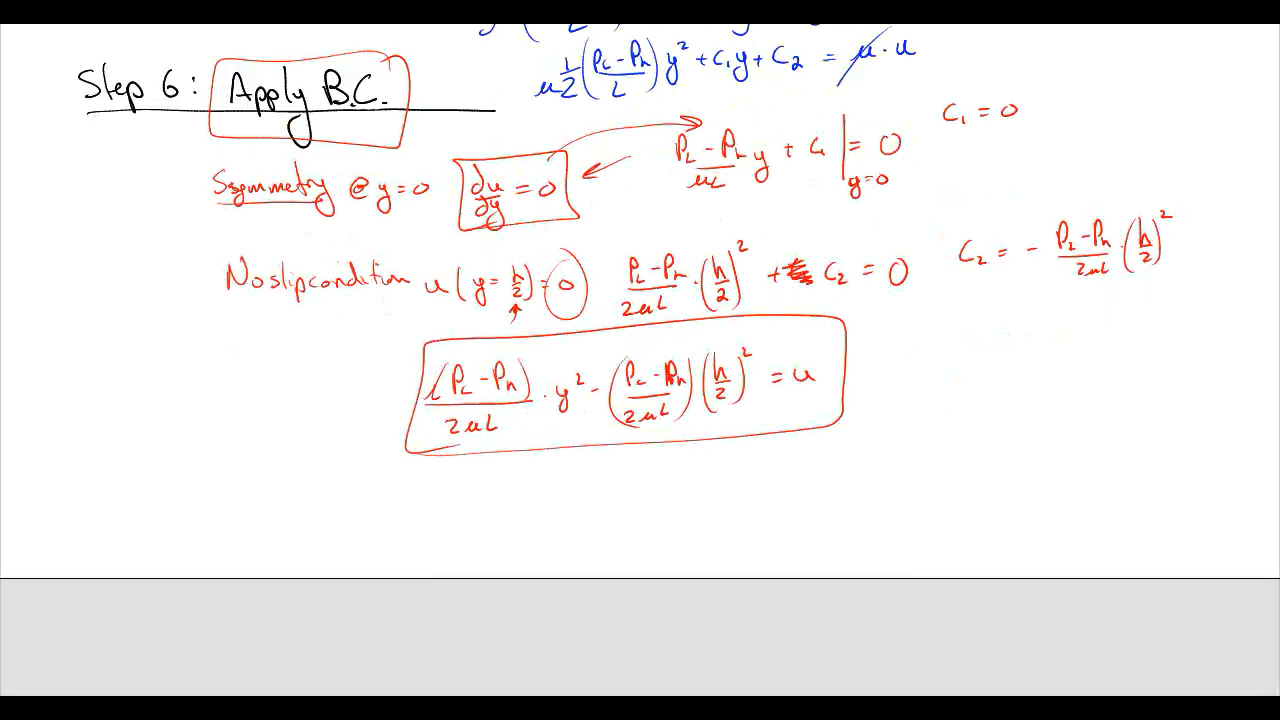 μ 1/2 (P_L - P_h / L) y² + C₁y + C₂ = μ · u
Step 6: Apply B.C.
C₁ = 0
P_L - P_h / μL y + C₁ | y=0 = 0
Symmetry @ y=0 du/dy = 0
No slip condition u (y = h/2) = 0 P_L - P_h / 2μL · (h/2)² + C₂ = 0 C₂ = - P_L - P_h / 2μL · (h/2)²
(P_L - P_h) / 2μL · y² - (P_L - P_h / 2μL) (h/2)² = u